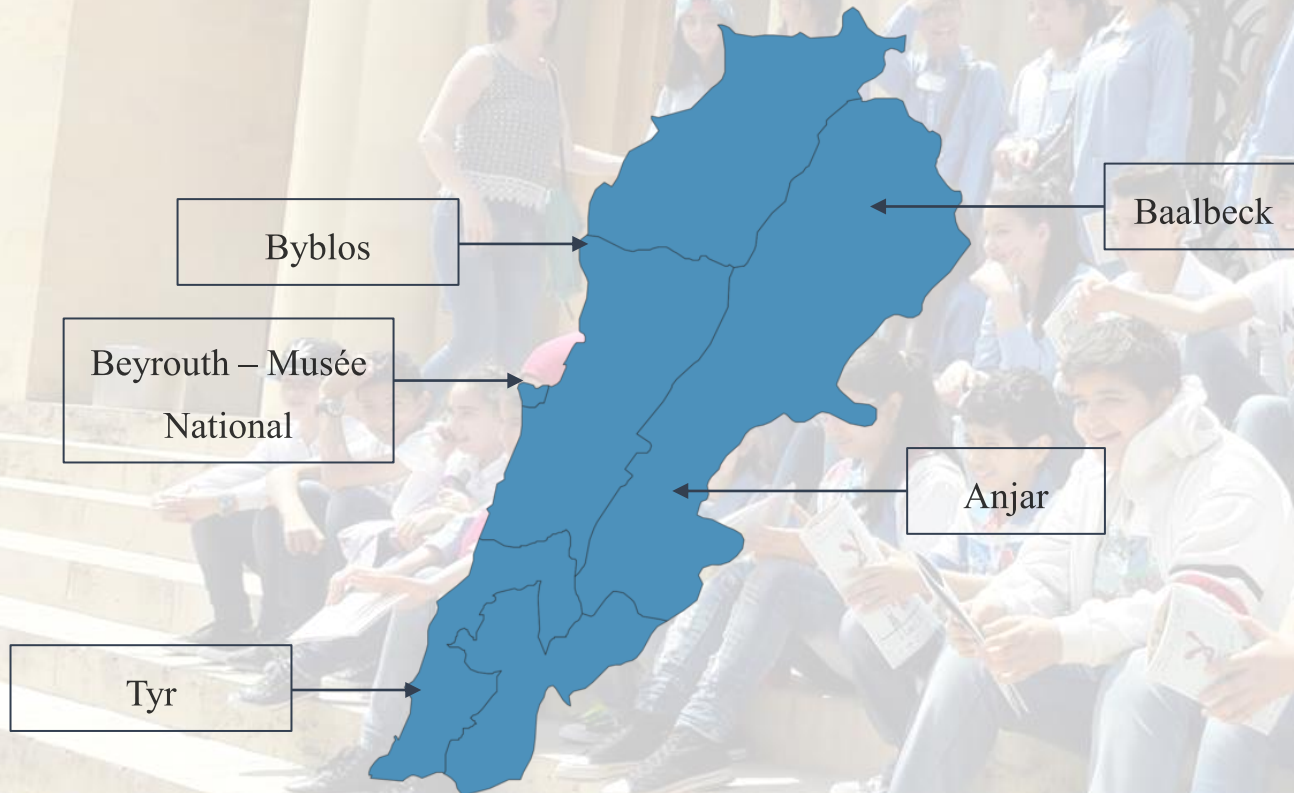 Byblos
Baalbeck
Beyrouth – Musée
National
Anjar
Tyr